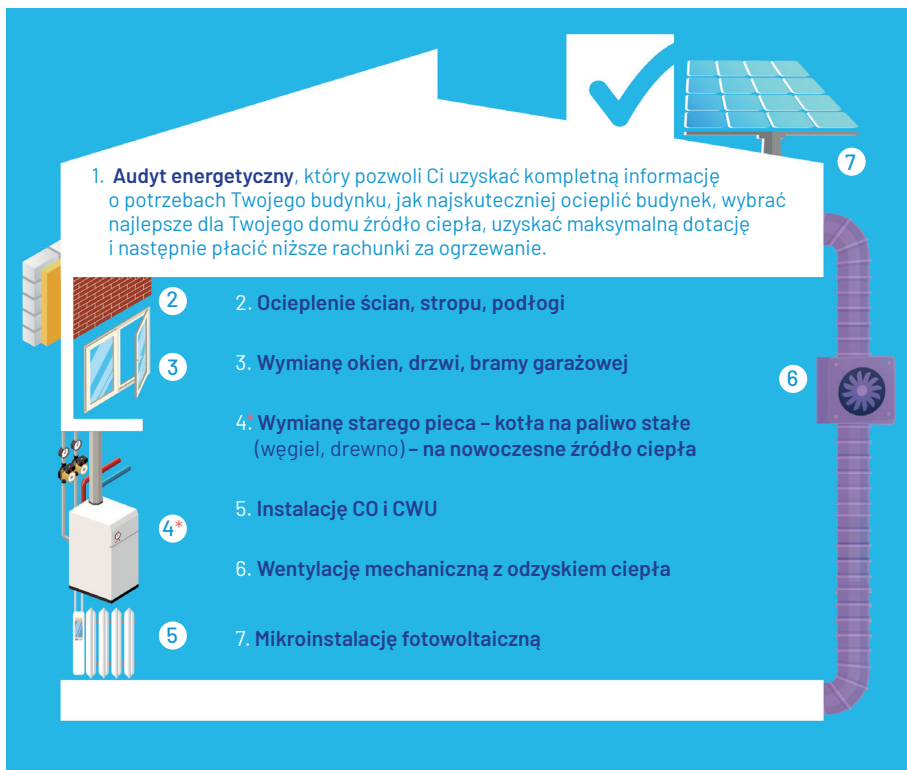 7
1. Audyt energetyczny, który pozwoli Ci uzyskać kompletną informację
o potrzebach Twojego budynku, jak najskuteczniej ocieplić budynek, wybrać
najlepsze dla Twojego domu źródło ciepła, uzyskać maksymalną dotację
i następnie płacić niższe rachunki za ogrzewanie.
2
2. Ocieplenie ścian, stropu, podłogi
3
3. Wymianę okien, drzwi, bramy garażowej
6
4.* Wymianę starego pieca – kotła na paliwo stałe
(węgiel, drewno) – na nowoczesne źródło ciepła
4*
5. Instalację CO i CWU
6. Wentylację mechaniczną z odzyskiem ciepła
5
7. Mikroinstalację fotowoltaiczną